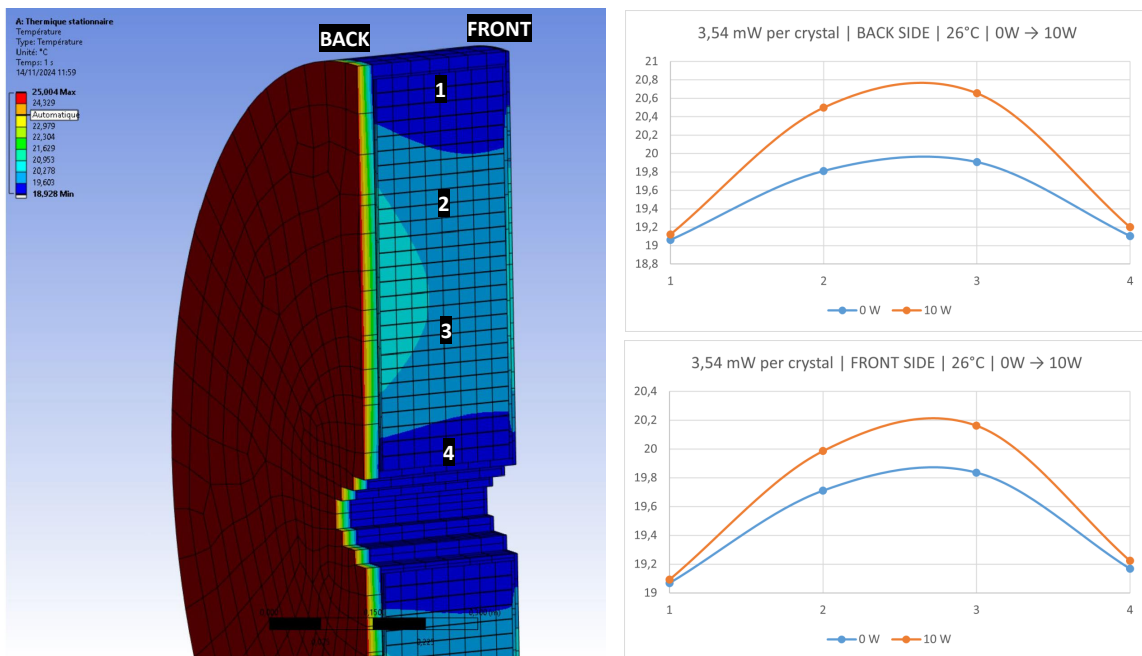 A: Thermique stationnaire
Température
Type: Température
Unité: °C
Temps: 1 s
14/11/2024 11:59
25,004 Max
24,329
Automatique
22,979
22,304
21,629
20,953
20,278
19,603
18,928 Min
BACK
FRONT
1
2
3
4
3,54 mW per crystal | BACK SIDE | 26°C | 0W → 10W
21
20,8
20,6
20,4
20,2
20
19,8
19,6
19,4
19,2
19
18,8
1 2 3 4
0 W 10 W
3,54 mW per crystal | FRONT SIDE | 26°C | 0W → 10W
20,4
20,2
20
19,8
19,6
19,4
19,2
19
1 2 3 4
0 W 10 W